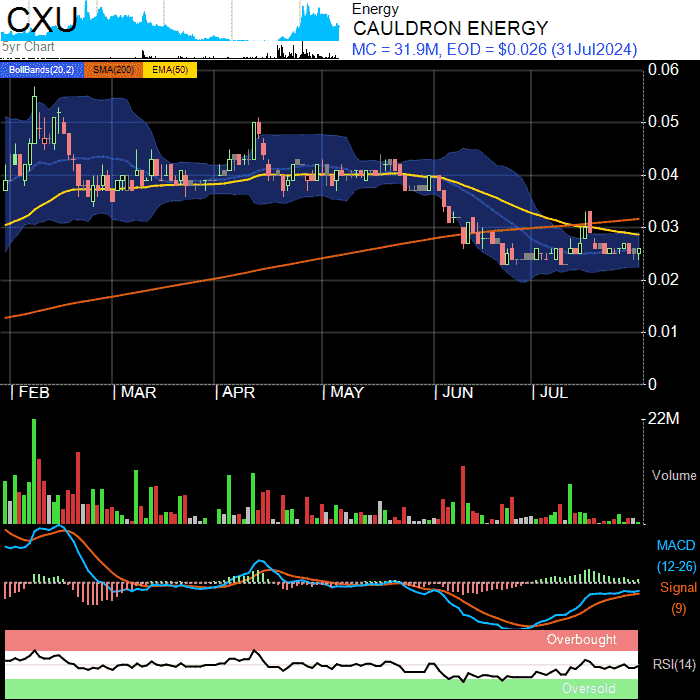 CXU
5yr Chart
Energy
CAULDRON ENERGY
MC = 31.9M, EOD = $0.026 (31Jul2024)
BollBands(20,2) SMA(200) EMA(50)
0.06
0.05
0.04
0.03
0.02
0.01
0
FEB MAR APR MAY JUN JUL
22M
Volume
MACD
(12-26)
Signal
(9)
Overbought
RSI(14)
Oversold